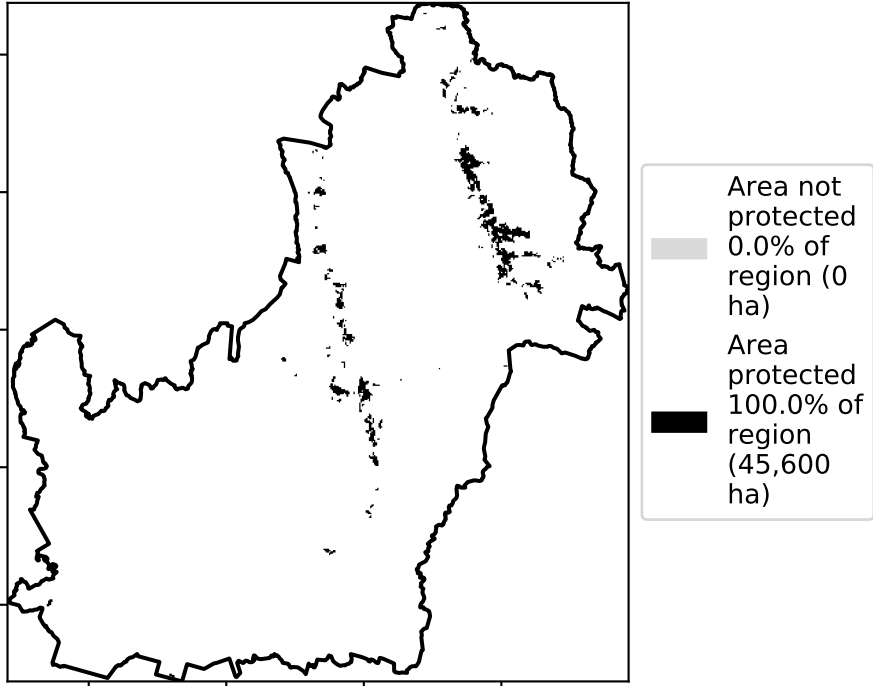 Area not
protected
0.0% of
region (0
ha)
Area
protected
100.0% of
region
(45,600
ha)